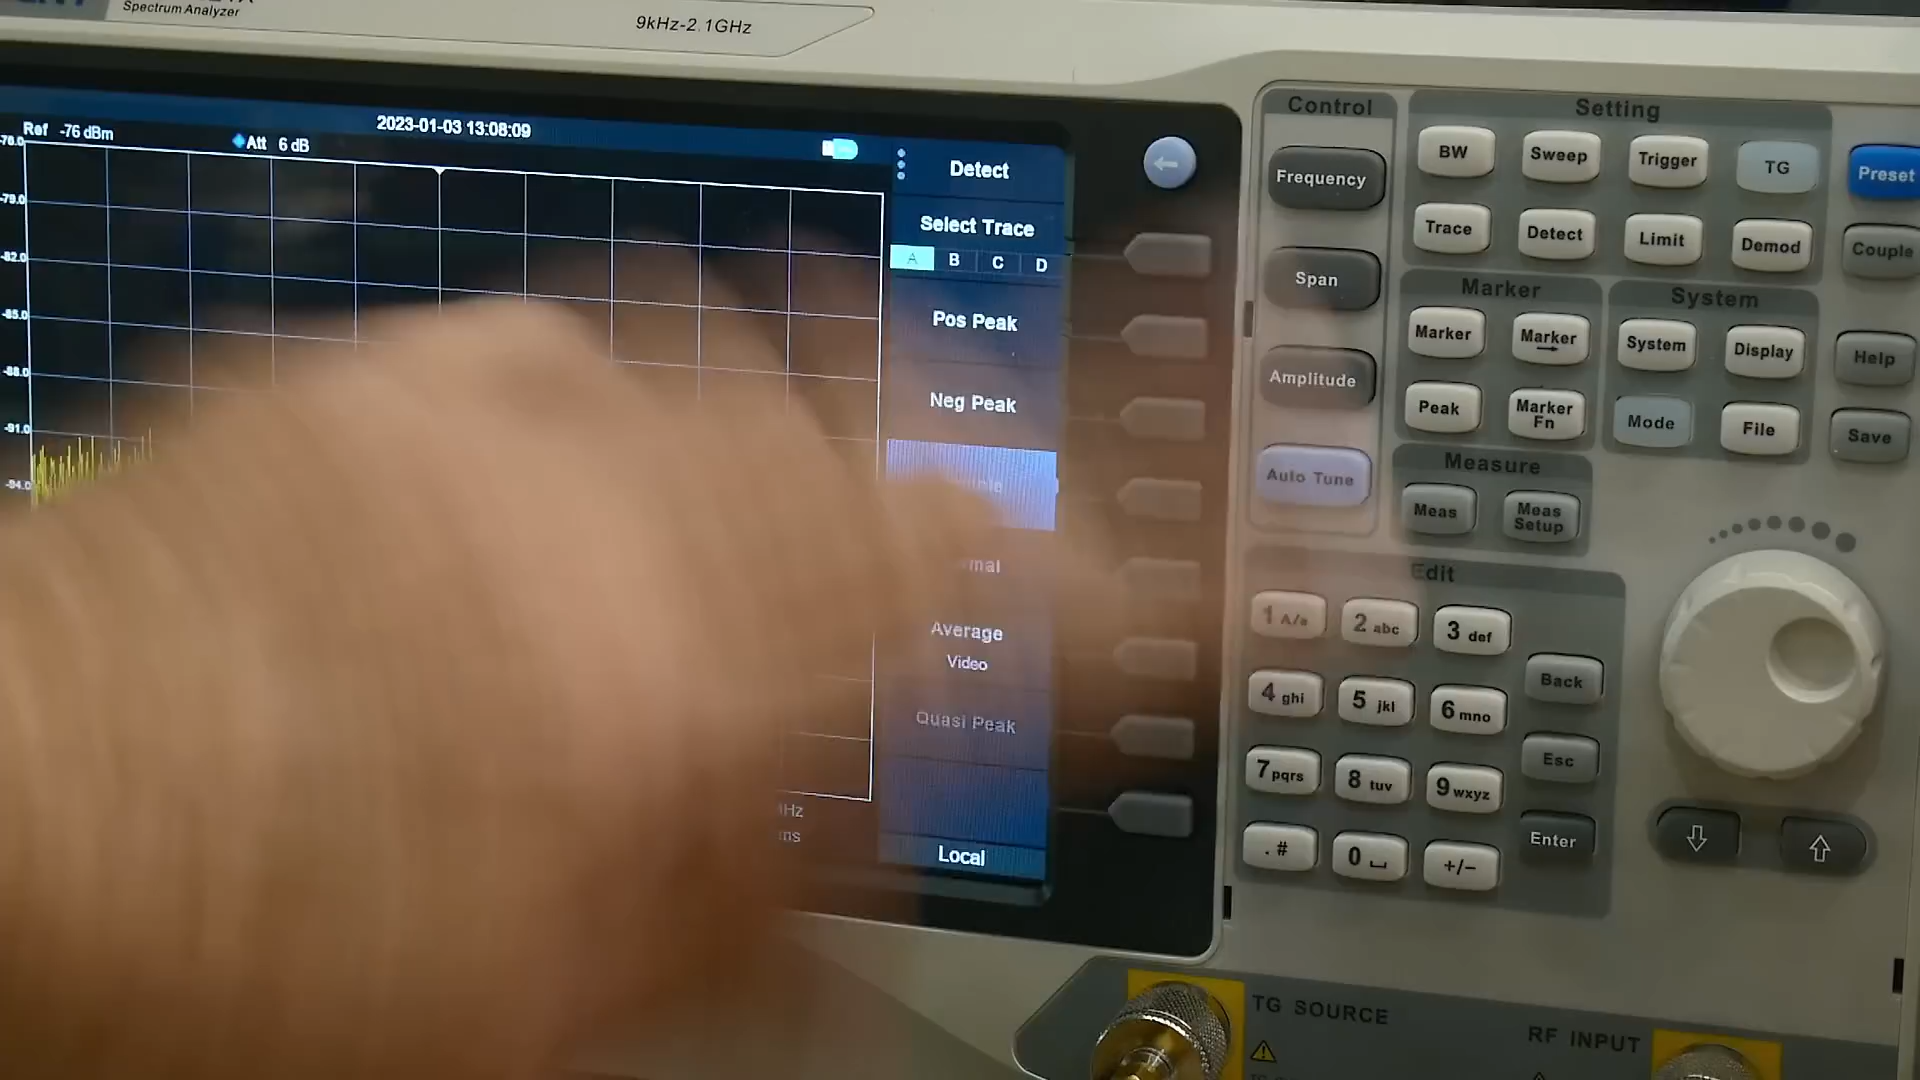 Spectrum Analyzer
9kHz-2.1GHz
Ref -76 dBm
Att 6 dB
2023-01-03 13:08:09
-79.0
-82.0
-85.0
-88.0
-91.0
-94.0
Detect
Select Trace
A B C D
Pos Peak
Neg Peak
Average
Video
Quasi Peak
Local
Control
Frequency
Span
Amplitude
Auto Tune
Setting
BW Sweep Trigger TG
Trace Detect Limit Demod
Preset
Couple
Help
Save
Marker
Marker Marker
Peak Marker Fn
System
System Display
Mode File
Measure
Meas Meas Setup
Edit
1 A/a 2 abc 3 def
4 ghi 5 jkl 6 mno
7 pqrs 8 tuv 9 wxyz
. # 0 +/-
Back
Esc
Enter
TG SOURCE
RF INPUT